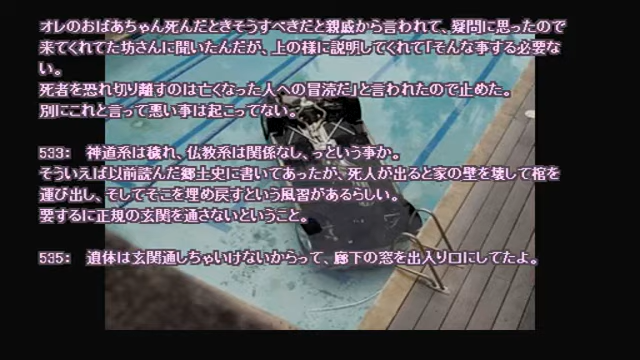 オレのおばあちゃん死んだときそうすべきだと親戚から言われて、疑問に思ったので
来てくれてた坊さんに聞いたんだが、上の様に説明してくれて「そんな事する必要な
い。
死者を恐れ切り離すのは亡くなった人への冒涜だ」と言われたので止めた。
別にこれと言って悪い事は起こってない。
533: 神道系は穢れ、仏教系は関係なし、っという事か。
そういえば以前読んだ郷土史に書いてあったが、死人が出ると家の壁を壊して棺を
運び出し、そしてそこを埋め戻すという風習があるらしい。
要するに正規の玄関を通さないということ。
535: 遺体は玄関通しちゃいけないからって、廊下の窓を出入り口にしてたよ。